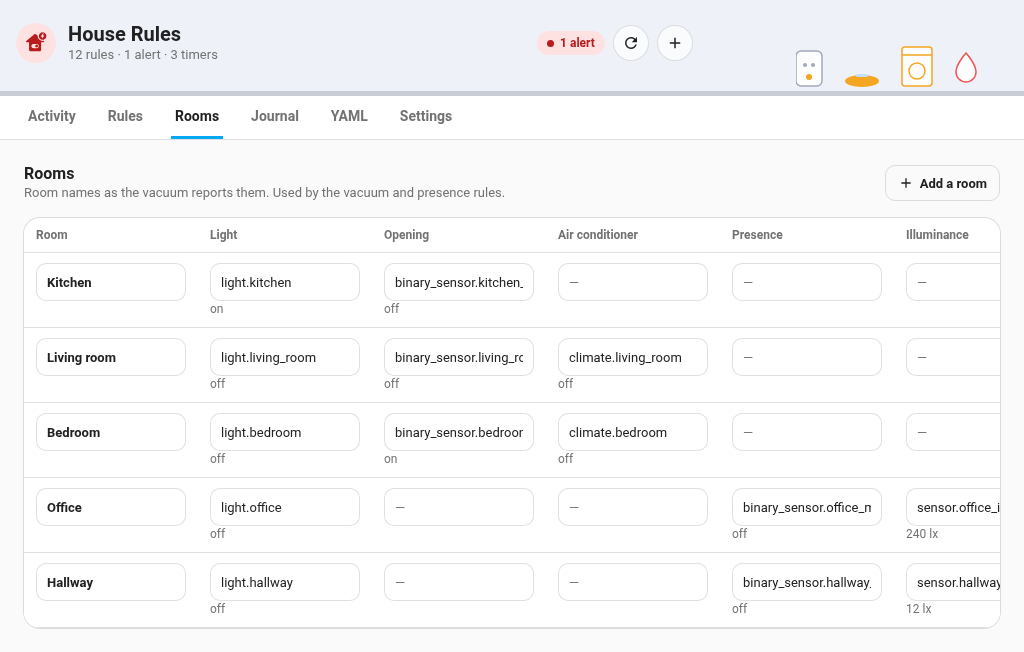 House Rules
12 rules · 1 alert · 3 timers
1 alert
Activity Rules Rooms Journal YAML Settings
Rooms
Room names as the vacuum reports them. Used by the vacuum and presence rules.
Add a room
Room Light Opening Air conditioner Presence Illuminance
Kitchen light.kitchen binary_sensor.kitchen_ — — —
on off
Living room light.living_room binary_sensor.living_ro climate.living_room — —
off off off
Bedroom light.bedroom binary_sensor.bedroor climate.bedroom — —
off on off
Office light.office — — binary_sensor.office_m sensor.office_i
off off 240 lx
Hallway light.hallway — — binary_sensor.hallway_ sensor.hallway
off off 12 lx